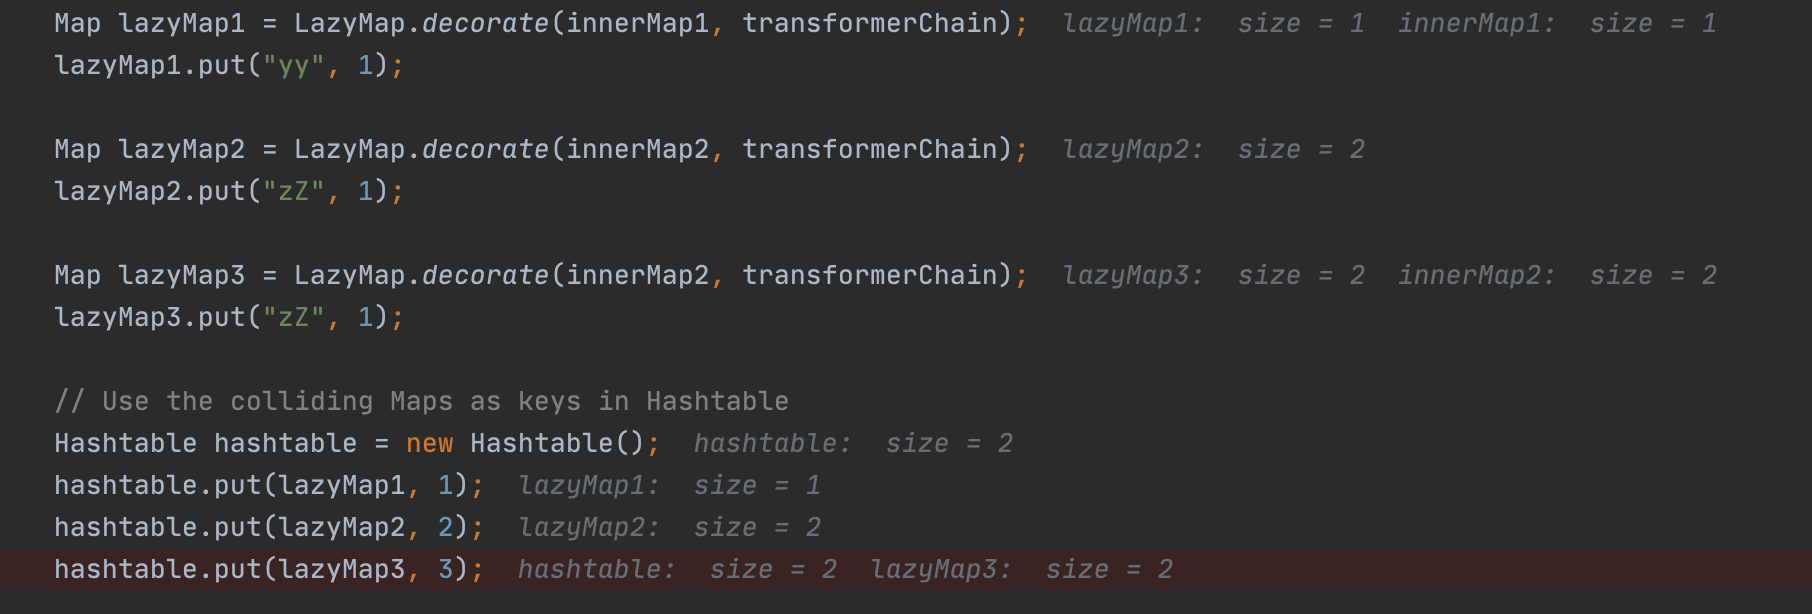 Map lazyMap1 = LazyMap.decorate(innerMap1, transformerChain);  lazyMap1:  size = 1  innerMap1:  size = 1
lazyMap1.put("yy", 1);
Map lazyMap2 = LazyMap.decorate(innerMap2, transformerChain);  lazyMap2:  size = 2
lazyMap2.put("zZ", 1);
Map lazyMap3 = LazyMap.decorate(innerMap2, transformerChain);  lazyMap3:  size = 2  innerMap2:  size = 2
lazyMap3.put("zZ", 1);
// Use the colliding Maps as keys in Hashtable
Hashtable hashtable = new Hashtable();  hashtable:  size = 2
hashtable.put(lazyMap1, 1);  lazyMap1:  size = 1
hashtable.put(lazyMap2, 2);  lazyMap2:  size = 2
hashtable.put(lazyMap3, 3);  hashtable:  size = 2  lazyMap3:  size = 2